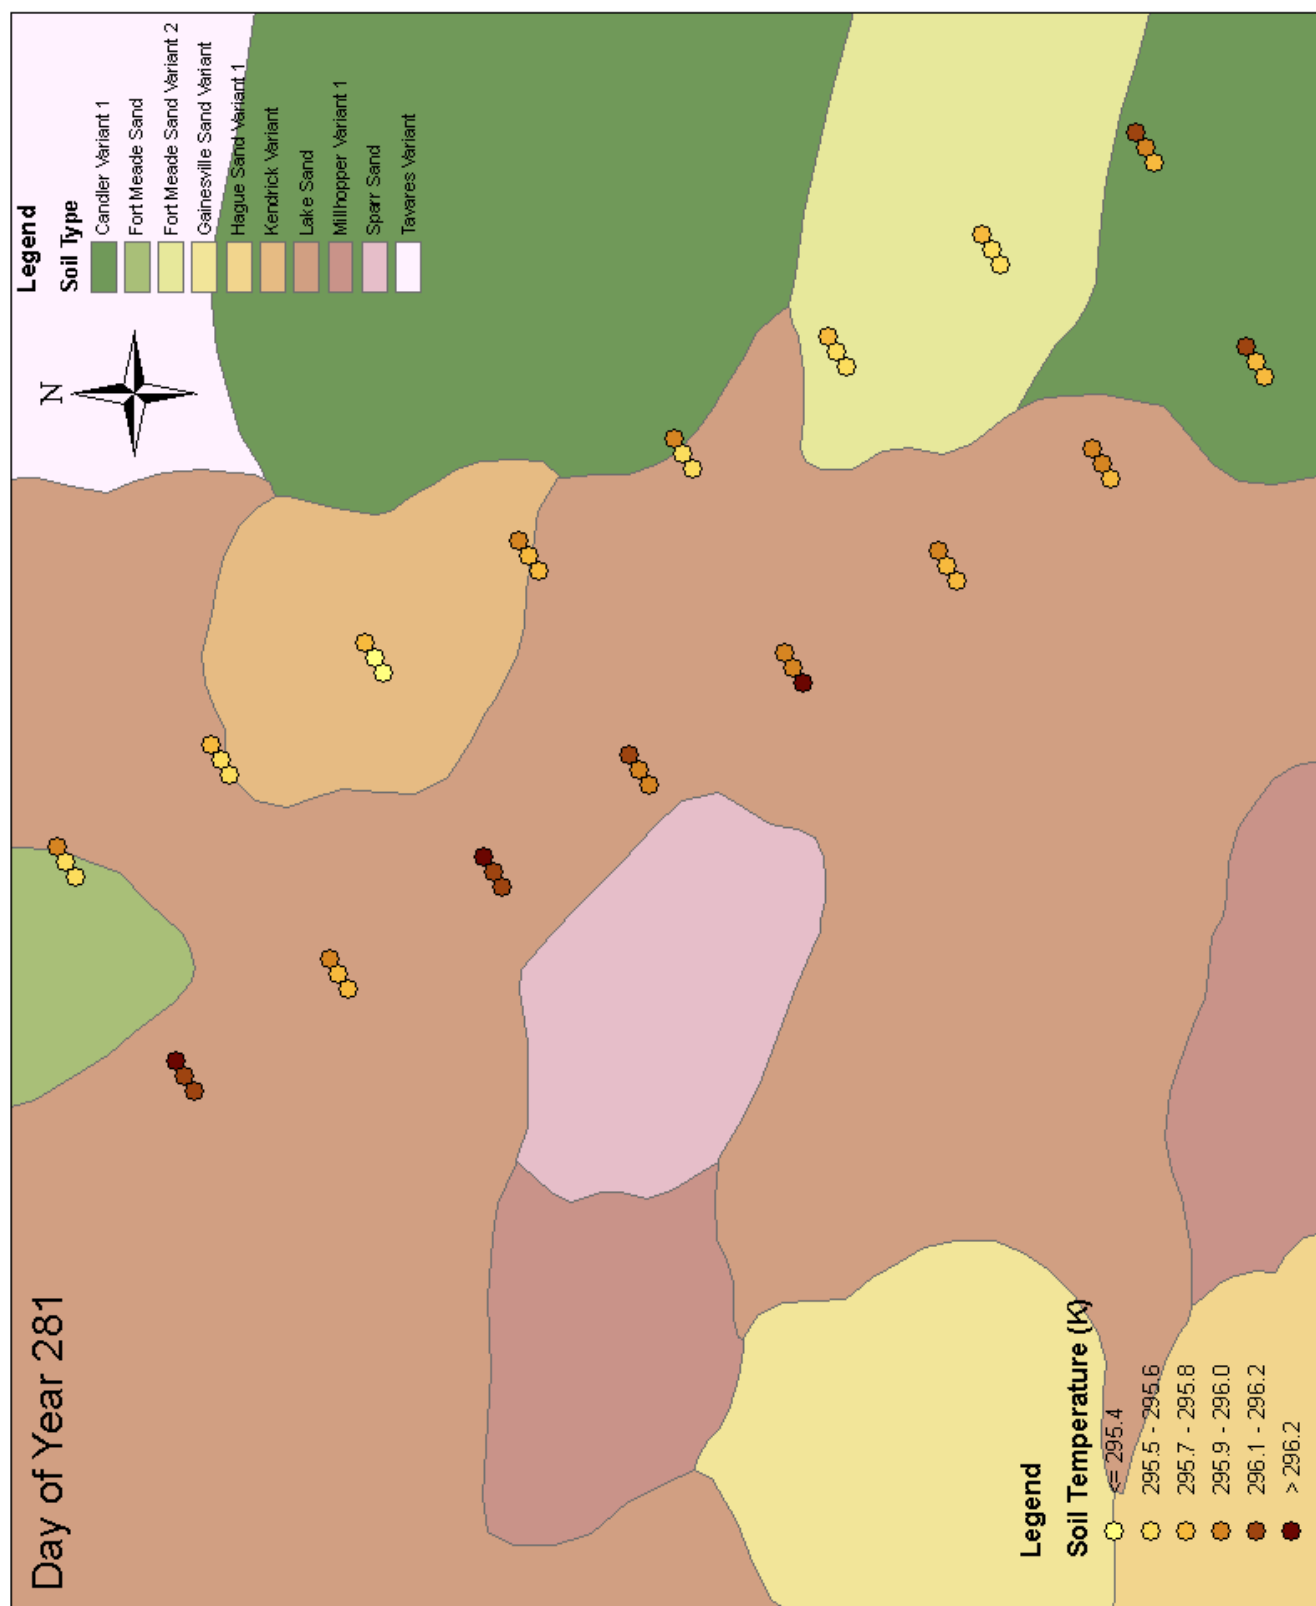 Day of Year 281
N
Legend
Soil Type
Candler Variant 1
Fort Meade Sand
Fort Meade Sand Variant 2
Gainesville Sand Variant
Hague Sand Variant 1
Kendrick Variant
Lake Sand
Millhopper Variant 1
Sparr Sand
Tavares Variant
Legend
Soil Temperature (K)
<= 295.4
295.5 - 295.6
295.7 - 295.8
295.9 - 296.0
296.1 - 296.2
> 296.2